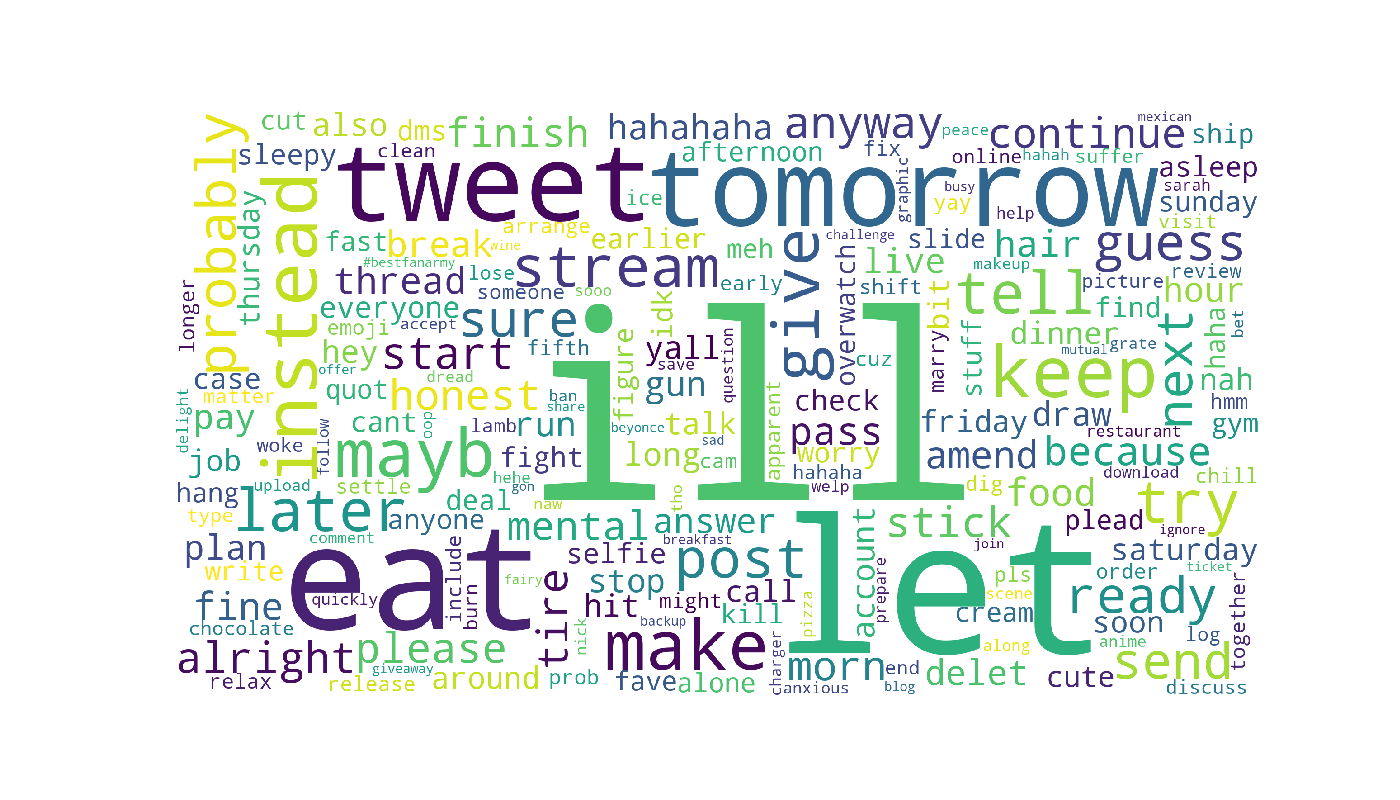 mexican
cut also dms finish hahahaha anyway peace continue ship
probably sleepy clean tweet afternoon fix online hahah suffer asleep
instead thursday ice tomorrow graphic busy yay help sarah sunday
visit
fast break wine arrange earlier meh give challenge slide hair guess
#bestfanarmy thread lose stream overwatch live makeup review
longer everyone someone sooo early shift tell picture hour
emoji accept sure idk bit find
hey start fifth figure yall question cuz marry stuff dinner mutual grate next haha bet
offer save
case quot dread ban gun ill keep nah
matter honest share check hmm
delight pay cant oop lamb run beyonce talk apparent pass friday draw restaurant gym
job woke follow mayb fight long sad cam worry amend because
hang upload settle hehe gon hahaha dig download chill
type later deal naw tho welp food try
plan comment anyone mental answer account stick plead ignore
write eat include selfie breakfast post let join saturday
fine quickly burn fairy tire stop might call prepare pls scene cream order ticket
chocolate hit backup kill pizza ready soon together
alright please nick make charger morn along anime log
relax giveaway around prob fave alone anxious end delet cute send
release blog discuss